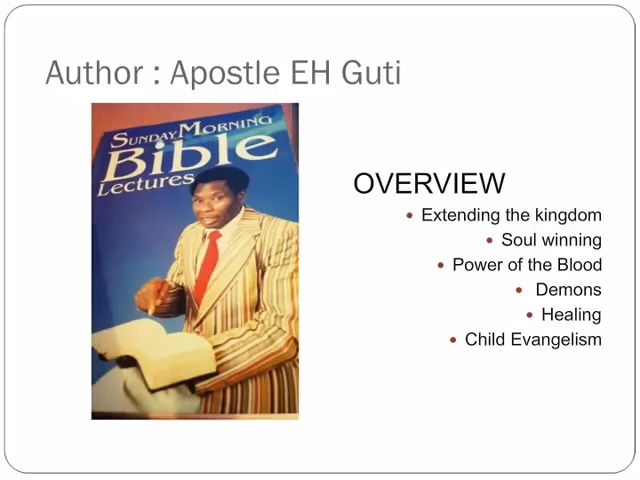 Author : Apostle EH Guti
Sunday Morning
Bible
Lectures
OVERVIEW
• Extending the kingdom
• Soul winning
• Power of the Blood
• Demons
• Healing
• Child Evangelism